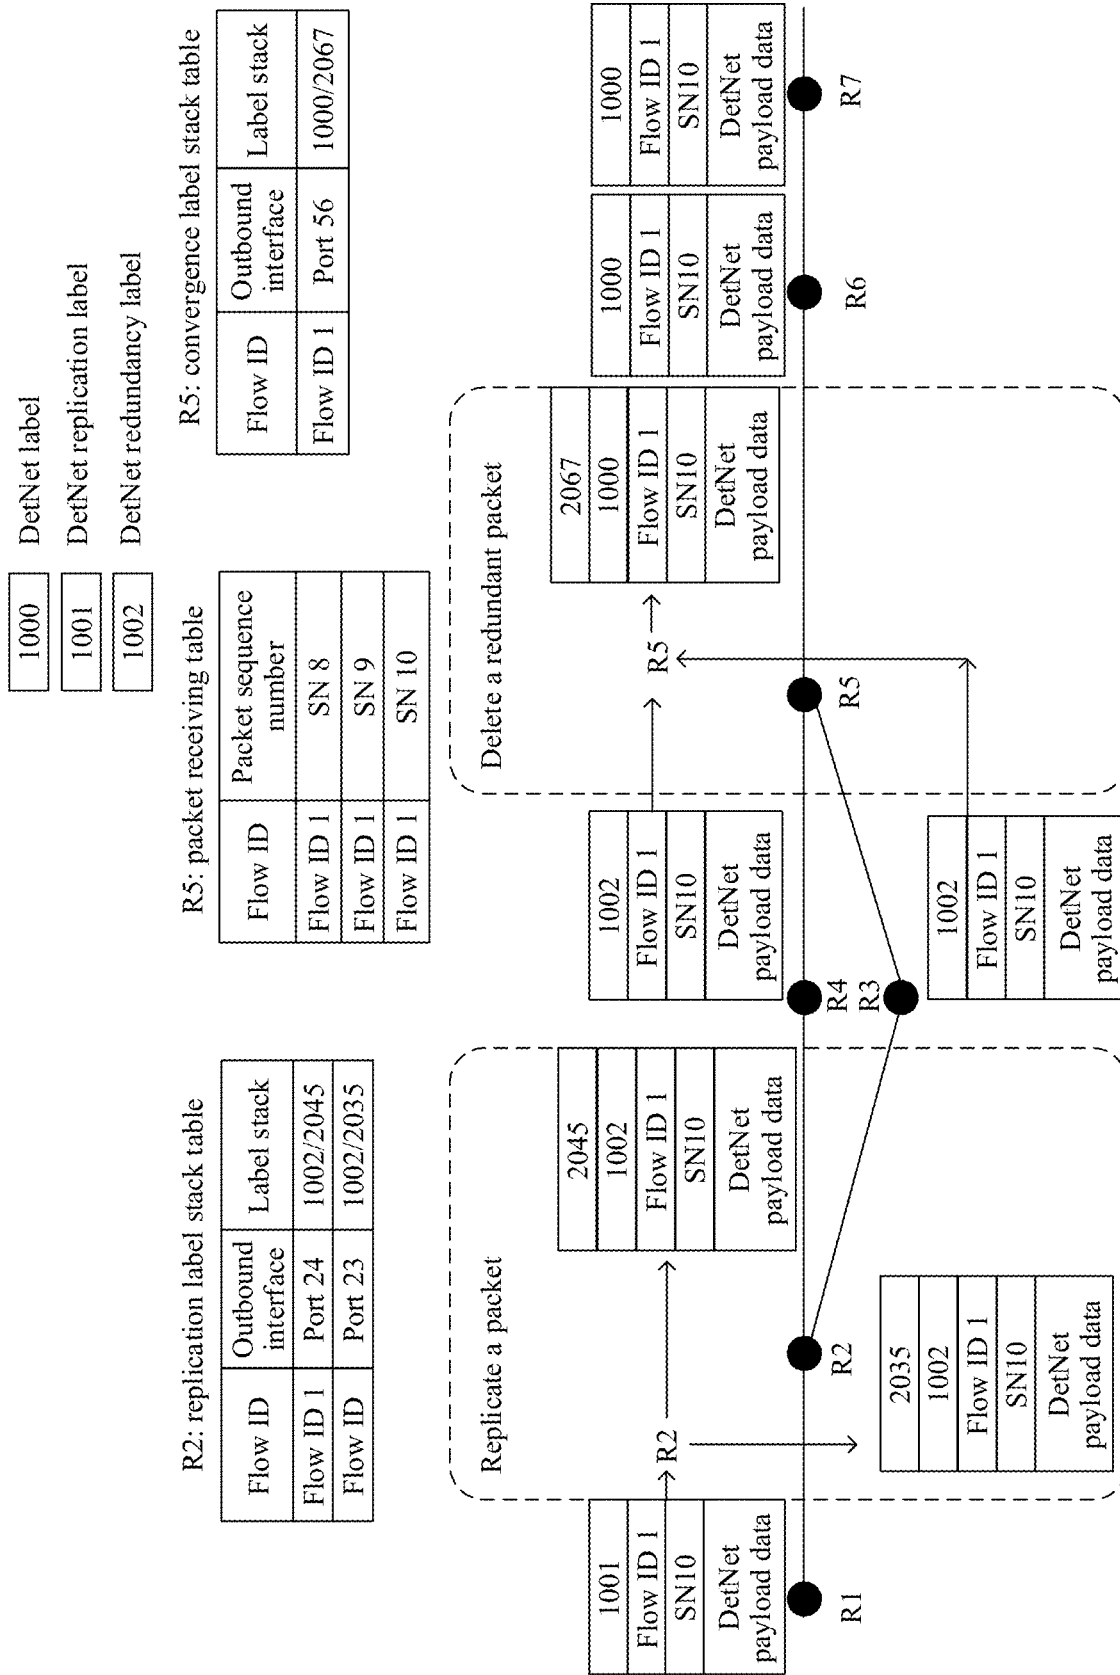 1000
DetNet label
1001
DetNet replication label
1002
DetNet redundancy label
R2: replication label stack table
Flow ID
Outbound
interface
Label stack
Flow ID 1
Port 24
1002/2045
Flow ID
Port 23
1002/2035
R5: packet receiving table
Flow ID
Packet sequence
number
Flow ID 1
SN 8
Flow ID 1
SN 9
Flow ID 1
SN 10
R5: convergence label stack table
Flow ID
Outbound
interface
Label stack
Flow ID 1
Port 56
1000/2067
Replicate a packet
Delete a redundant packet
1001
Flow ID 1
SN10
DetNet
payload data
R2
2045
1002
Flow ID 1
SN10
DetNet
payload data
1002
Flow ID 1
SN10
DetNet
payload data
R5
2067
1000
Flow ID 1
SN10
DetNet
payload data
1000
Flow ID 1
SN10
DetNet
payload data
1000
Flow ID 1
SN10
DetNet
payload data
R1
R2
R4
R3
R5
R6
R7
2035
1002
Flow ID 1
SN10
DetNet
payload data
1002
Flow ID 1
SN10
DetNet
payload data